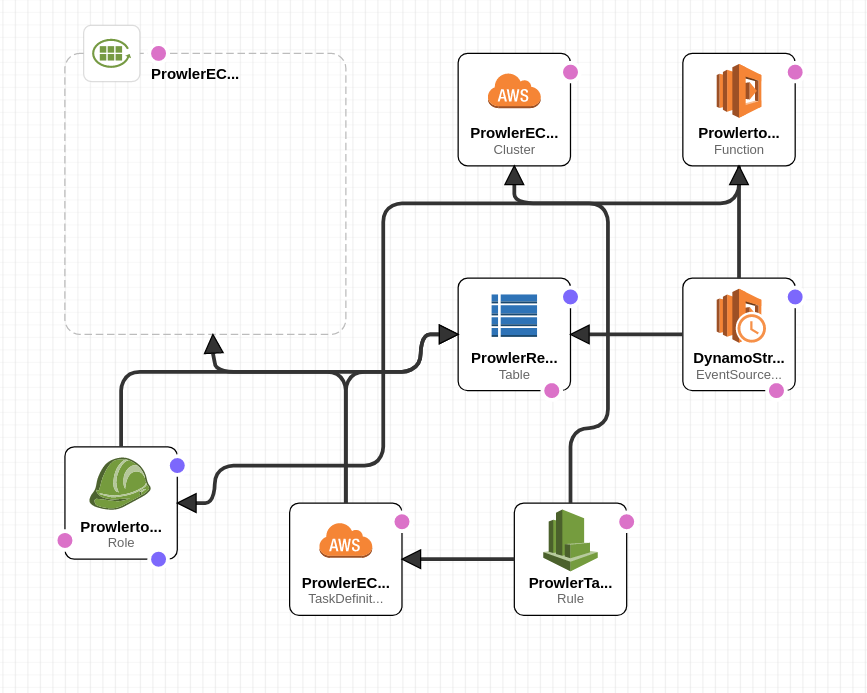 ProwlerEC...
AWS
ProwlerEC...
Cluster
Prowlerto...
Function
ProwlerRe...
Table
DynamoStr...
EventSource...
Prowlerto...
Role
AWS
ProwlerEC...
TaskDefinit...
ProwlerTa...
Rule